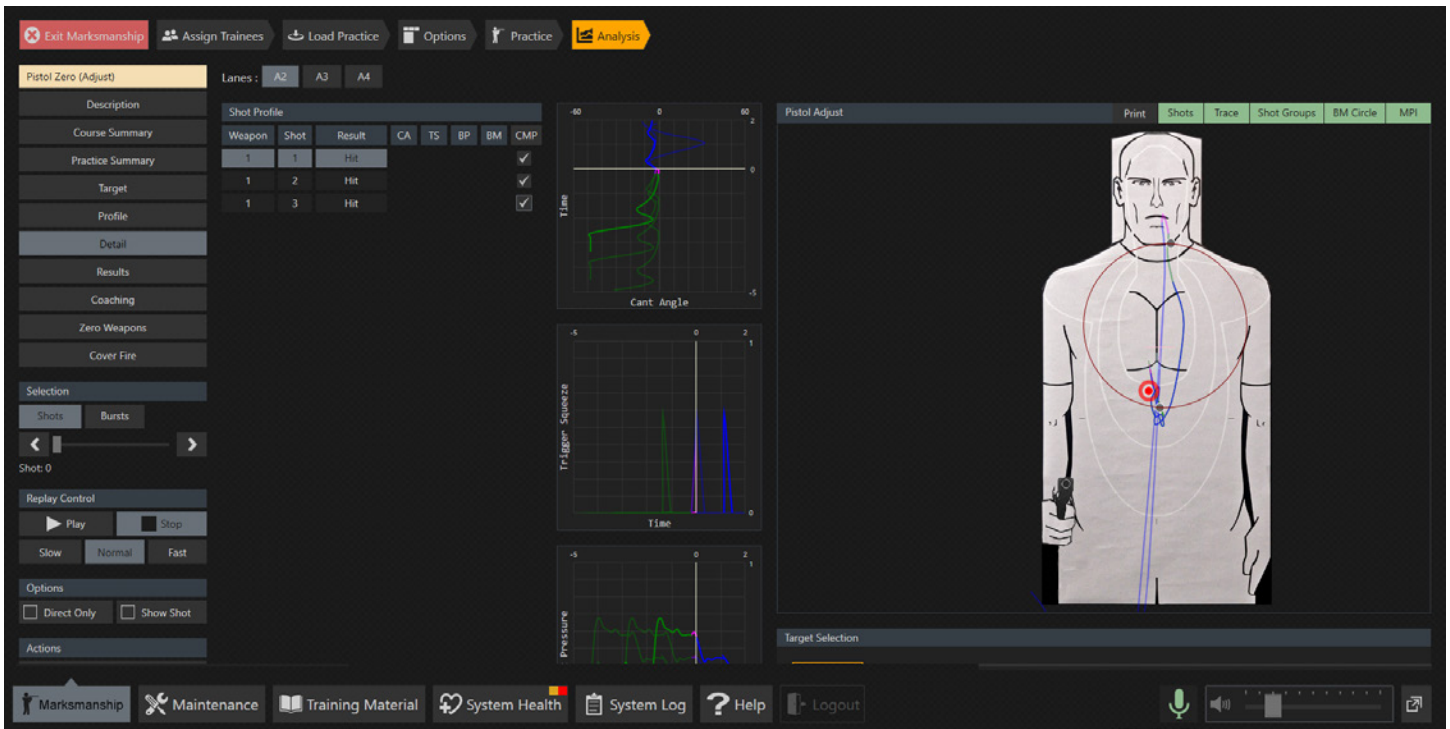 Exit Marksmanship Assign Trainees Load Practice Options Practice Analysis
Pistol Zero (Adjust)
Description
Course Summary
Practice Summary
Target
Profile
Detail
Results
Coaching
Zero Weapons
Cover Fire
Selection
Shots Bursts
Shot: 0
Replay Control
Play Stop
Slow Normal Fast
Options
Direct Only Show Shot
Actions
Lanes : A2 A3 A4
Shot Profile
Weapon Shot Result CA TS BP BM CMP
1 1 Hit
1 2 Hit
1 3 Hit
-60 0 60
2
0
-5
Time
Cant Angle
-5 0 2
1
0
Trigger Squeeze
Time
-5 0 2
1
Pressure
Pistol Adjust Print Shots Trace Shot Groups BM Circle MPI
Target Selection
Marksmanship Maintenance Training Material System Health System Log Help Logout